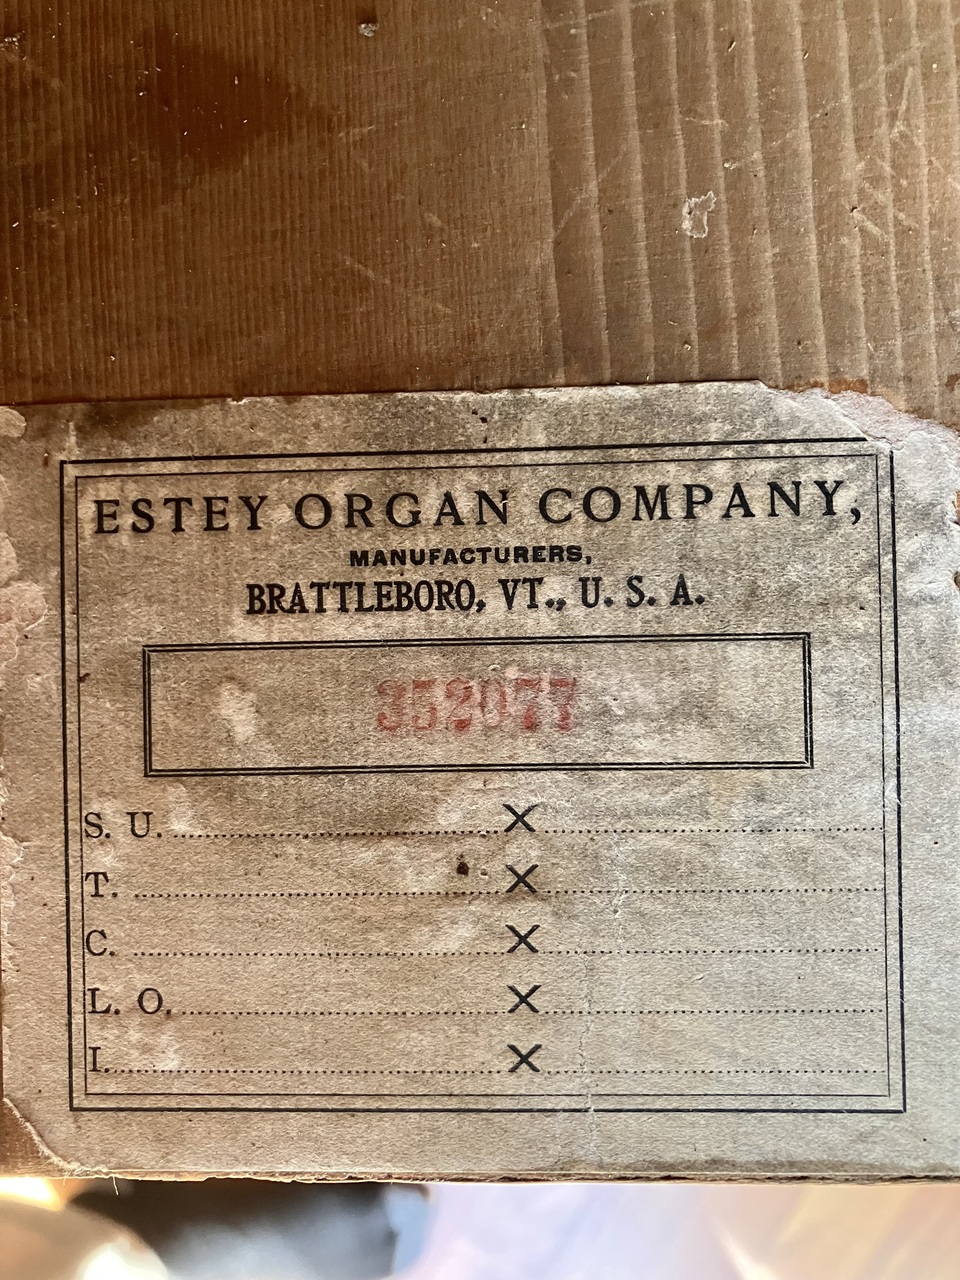 ESTEY ORGAN COMPANY,
MANUFACTURERS,
BRATTLEBORO, VT., U. S. A.
352077
S. U. X
T. X
C. X
L. O. X
I. X